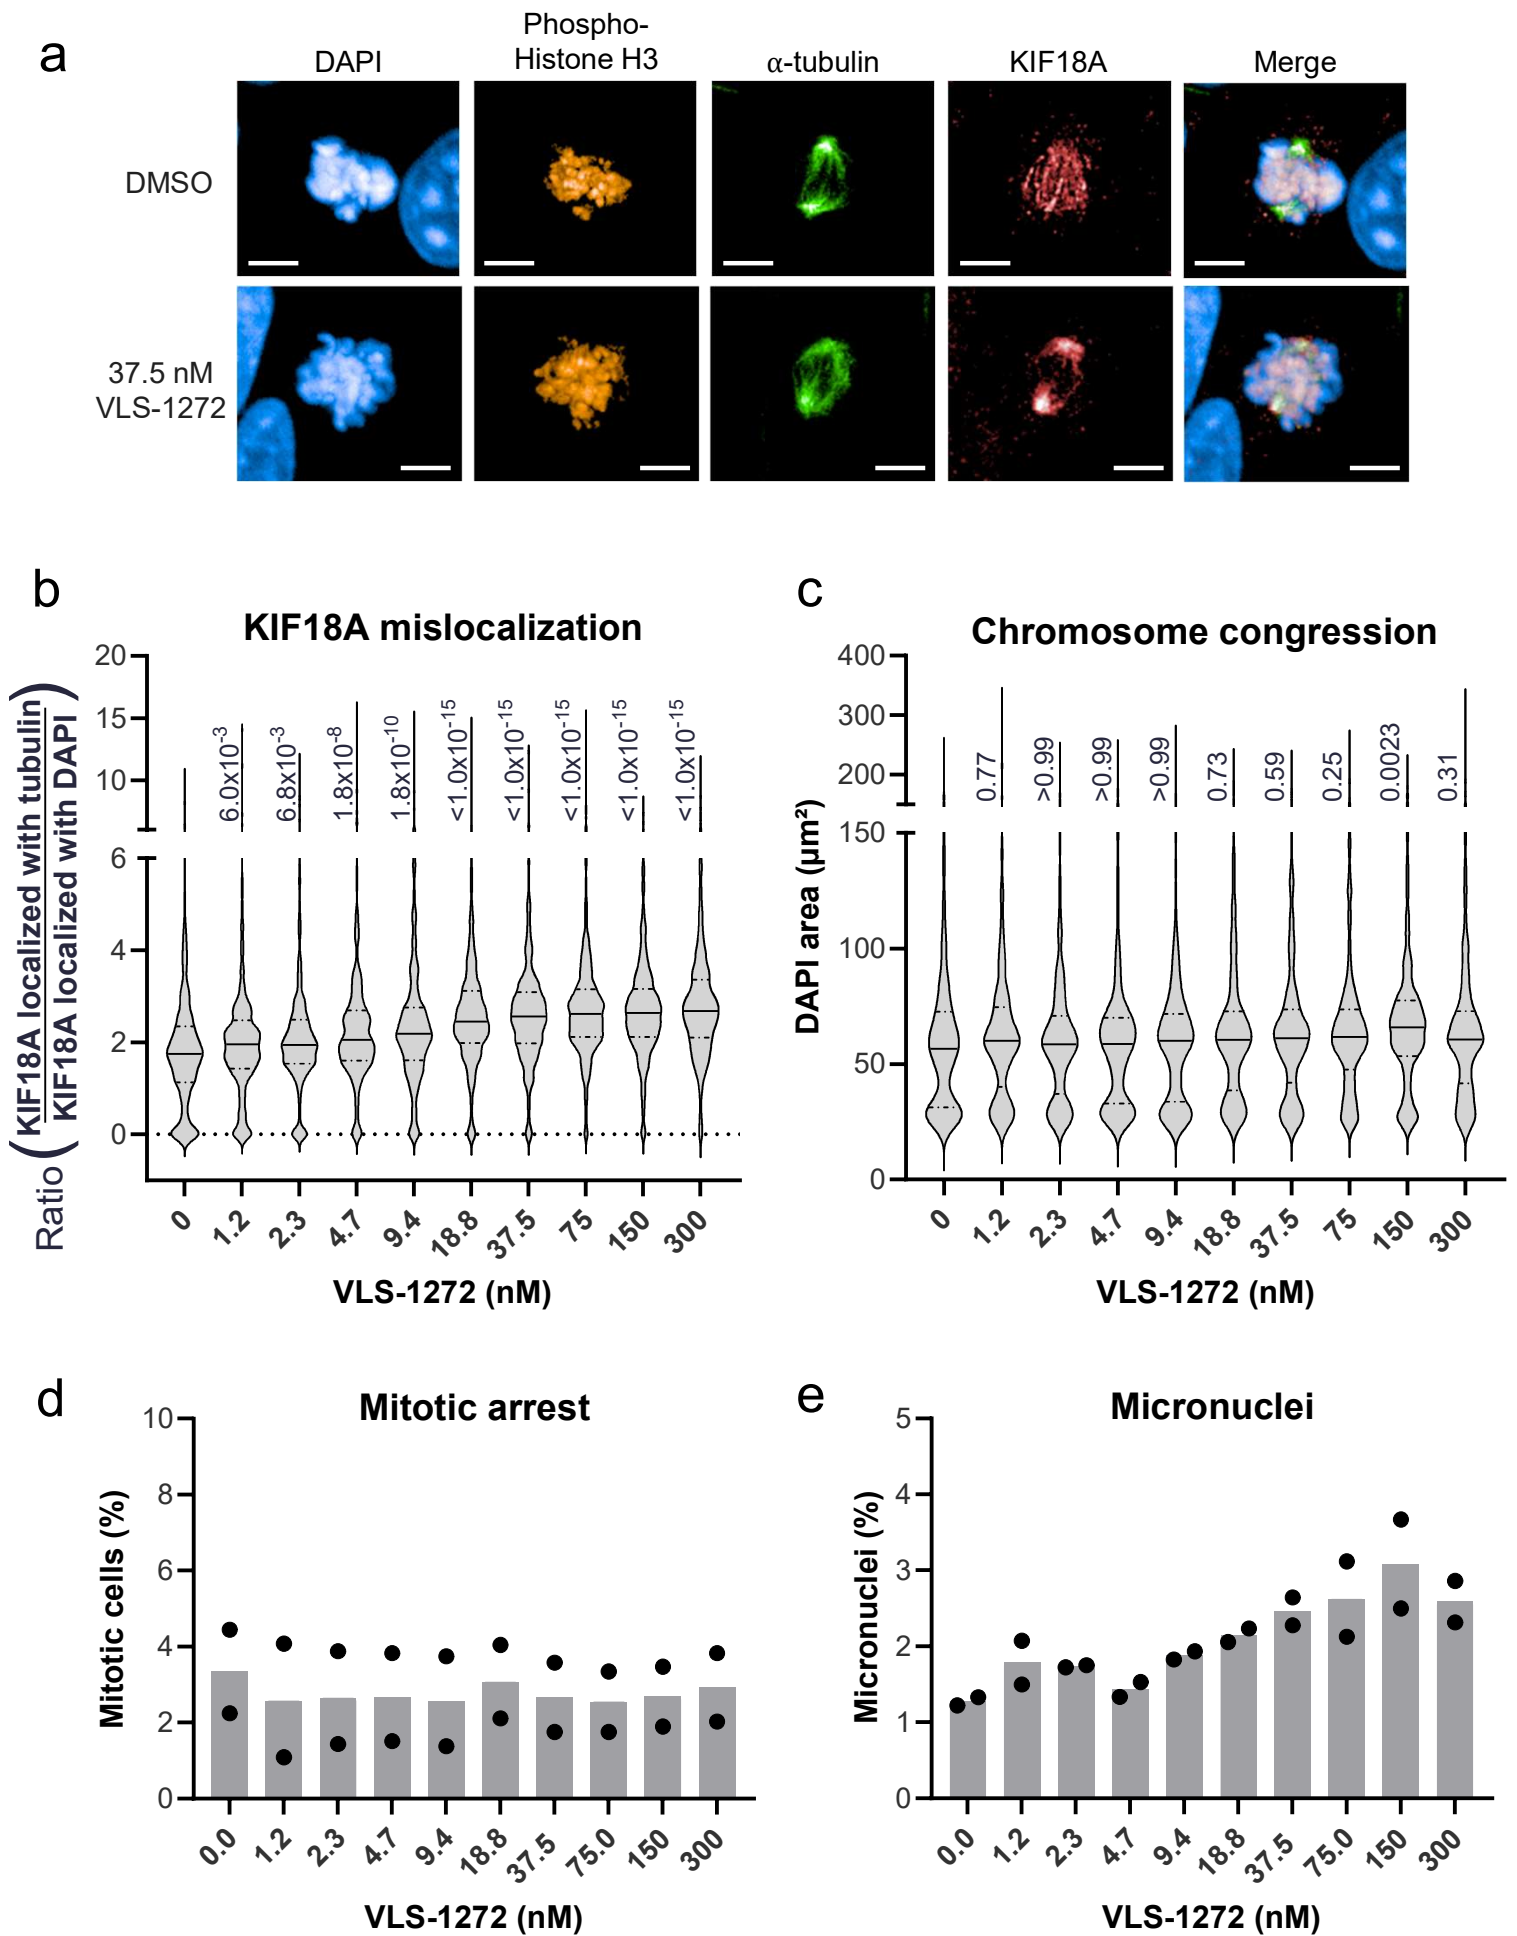 a
DAPI
Phospho-
Histone H3
α-tubulin
KIF18A
Merge
DMSO
37.5 nM
VLS-1272
b
KIF18A mislocalization
Ratio (KIF18A localized with tubulin
KIF18A localized with DAPI)
20
15
10
6
4
2
0
6.0x10-3
6.8x10-3
1.8x10-8
1.8x10-10
<1.0x10-15
<1.0x10-15
<1.0x10-15
<1.0x10-15
<1.0x10-15
0
1.2
2.3
4.7
9.4
18.8
37.5
75
150
300
VLS-1272 (nM)
c
Chromosome congression
DAPI area (µm²)
400
300
200
150
100
50
0
0.77
>0.99
>0.99
>0.99
0.73
0.59
0.25
0.0023
0.31
0
1.2
2.3
4.7
9.4
18.8
37.5
75
150
300
VLS-1272 (nM)
d
Mitotic arrest
Mitotic cells (%)
10
8
6
4
2
0
0.0
1.2
2.3
4.7
9.4
18.8
37.5
75.0
150
300
VLS-1272 (nM)
e
Micronuclei
Micronuclei (%)
5
4
3
2
1
0
0.0
1.2
2.3
4.7
9.4
18.8
37.5
75.0
150
300
VLS-1272 (nM)